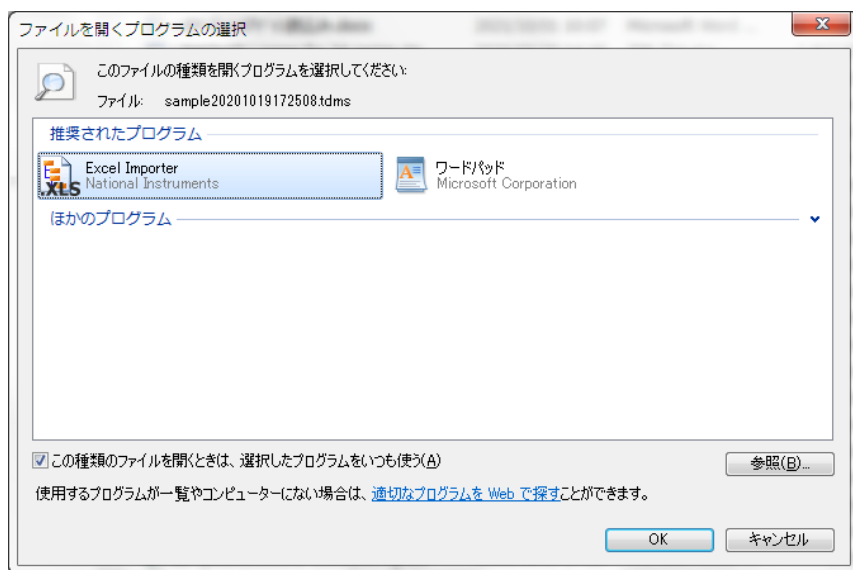 ファイルを開くプログラムの選択
このファイルの種類を開くプログラムを選択してください:
ファイル: sample20201019172508.tdms
推奨されたプログラム
Excel Importer
National Instruments
.XLS
ワードパッド
Microsoft Corporation
ほかのプログラム
この種類のファイルを開くときは、選択したプログラムをいつも使う(A)
参照(B)...
使用するプログラムが一覧やコンピューターにない場合は、適切なプログラムを Web で探すことができます。
OK
キャンセル